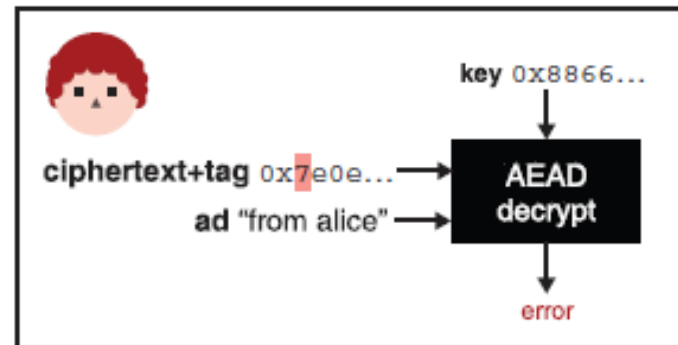 key 0x8866...
ciphertext+tag 0x7e0e...
ad “from alice”
AEAD
decrypt
error